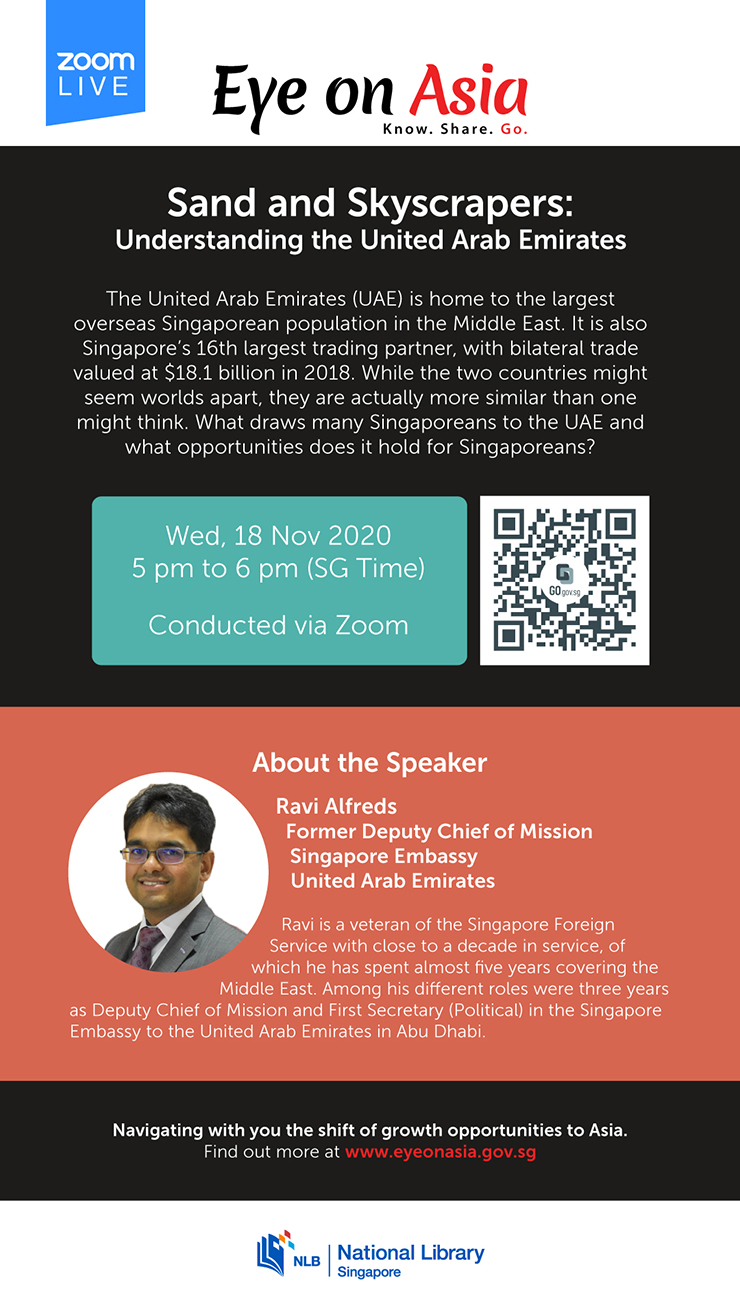 zoom
LIVE
Eye on Asia
Know. Share. Go.
Sand and Skyscrapers:
Understanding the United Arab Emirates
The United Arab Emirates (UAE) is home to the largest
overseas Singaporean population in the Middle East. It is also
Singapore's 16th largest trading partner, with bilateral trade
valued at $18.1 billion in 2018. While the two countries might
seem worlds apart, they are actually more similar than one
might think. What draws many Singaporeans to the UAE and
what opportunities does it hold for Singaporeans?
Wed, 18 Nov 2020
5 pm to 6 pm (SG Time)
Conducted via Zoom
GO.gov.sg
About the Speaker
Ravi Alfreds
Former Deputy Chief of Mission
Singapore Embassy
United Arab Emirates
Ravi is a veteran of the Singapore Foreign
Service with close to a decade in service, of
which he has spent almost five years covering the
Middle East. Among his different roles were three years
as Deputy Chief of Mission and First Secretary (Political) in the Singapore
Embassy to the United Arab Emirates in Abu Dhabi.
Navigating with you the shift of growth opportunities to Asia.
Find out more at www.eyeonasia.gov.sg
NLB
National Library
Singapore